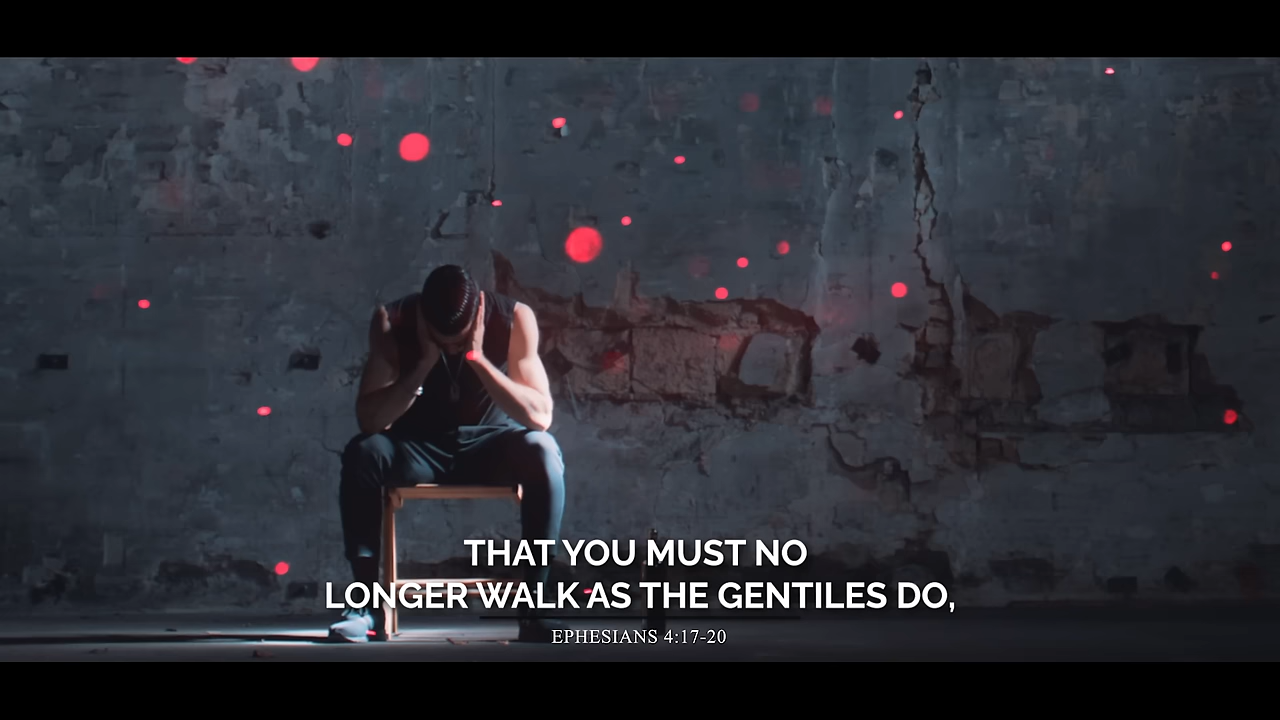 THAT YOU MUST NO
LONGER WALK AS THE GENTILES DO,
EPHESIANS 4:17-20